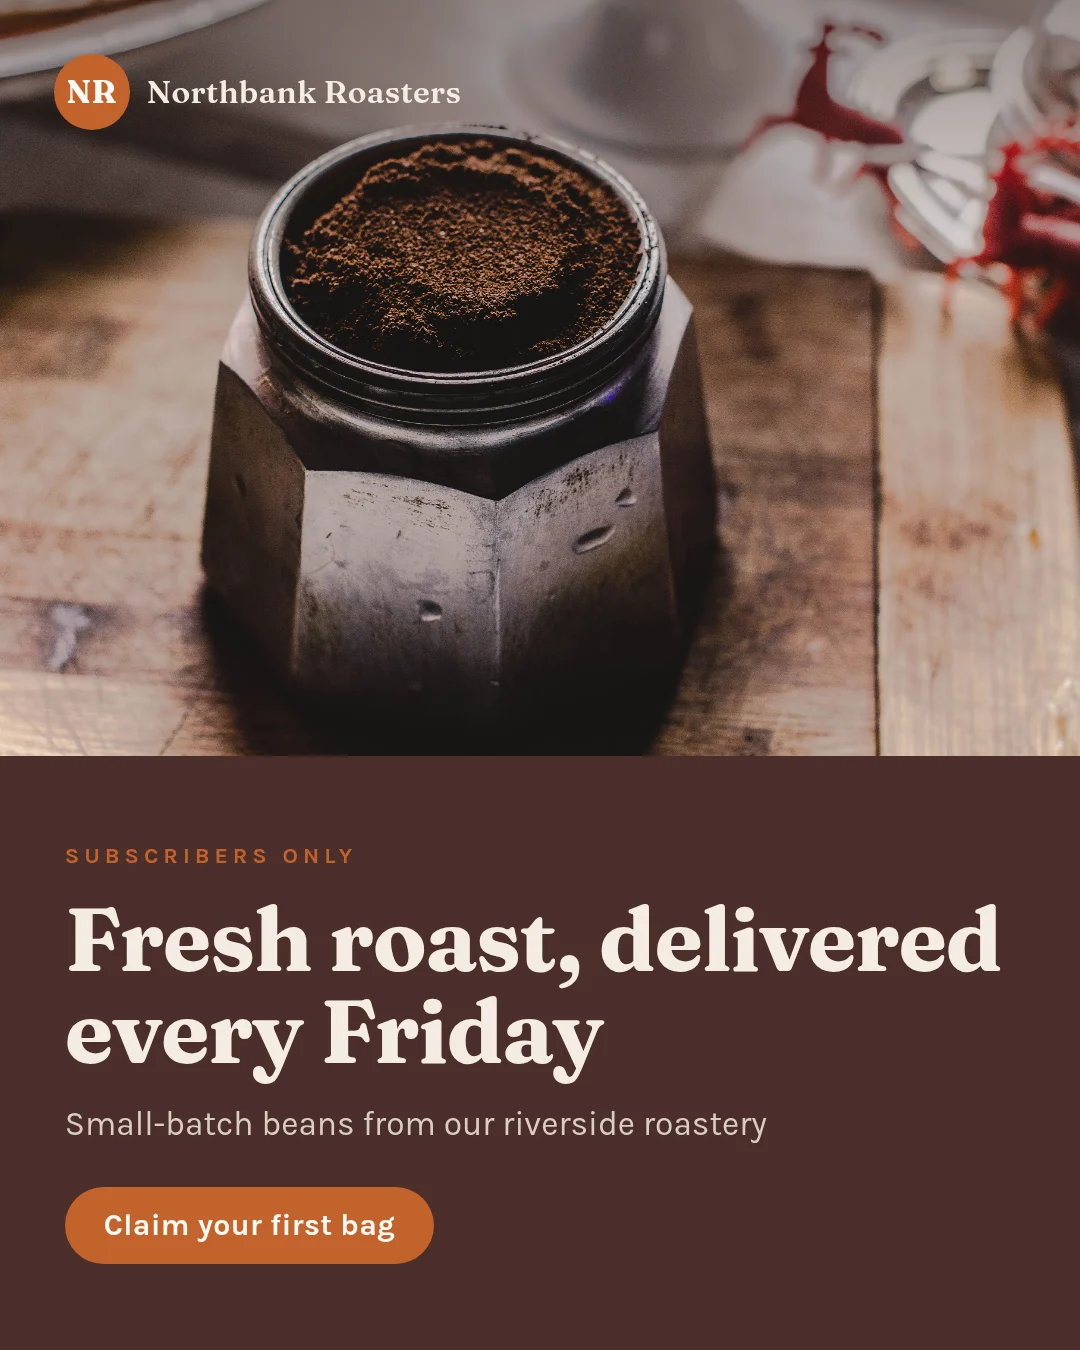 NR Northbank Roasters
SUBSCRIBERS ONLY
Fresh roast, delivered
every Friday
Small-batch beans from our riverside roastery
Claim your first bag